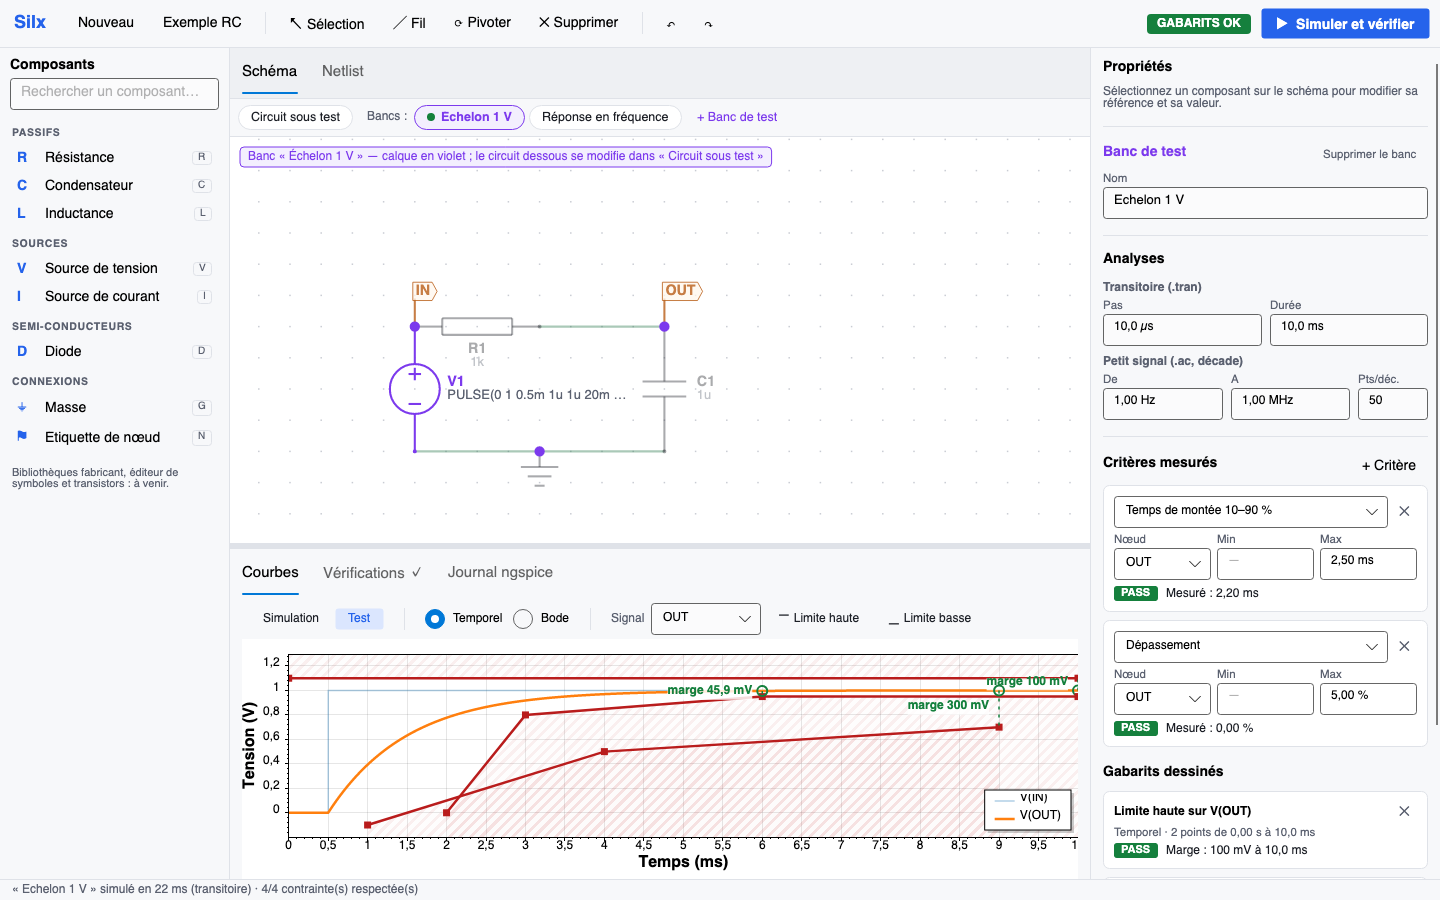 Silx
Nouveau
Exemple RC
Sélection
Fil
Pivoter
Supprimer
GABARITS OK
Simuler et vérifier
Composants
Rechercher un composant…
PASSIFS
R Résistance R
C Condensateur C
L Inductance L
SOURCES
V Source de tension V
I Source de courant I
SEMI-CONDUCTEURS
D Diode D
CONNEXIONS
Masse G
Etiquette de nœud N
Bibliothèques fabricant, éditeur de
symboles et transistors : à venir.
Schéma
Netlist
Circuit sous test
Bancs :
Echelon 1 V
Réponse en fréquence
+ Banc de test
Banc « Échelon 1 V » — calque en violet ; le circuit dessous se modifie dans « Circuit sous test »
IN
OUT
R1
1k
V1
PULSE(0 1 0.5m 1u 1u 20m …
C1
1u
Courbes
Vérifications ✓
Journal ngspice
Simulation
Test
Temporel
Bode
Signal
OUT
Limite haute
Limite basse
Tension (V)
1,2
1
0,8
0,6
0,4
0,2
0
marge 45,9 mV
marge 100 mV
marge 300 mV
V(IN)
V(OUT)
0 0,5 1 1,5 2 2,5 3 3,5 4 4,5 5 5,5 6 6,5 7 7,5 8 8,5 9 9,5
Temps (ms)
Propriétés
Sélectionnez un composant sur le schéma pour modifier sa
référence et sa valeur.
Banc de test
Supprimer le banc
Nom
Echelon 1 V
Analyses
Transitoire (.tran)
Pas Durée
10,0 µs 10,0 ms
Petit signal (.ac, décade)
De A Pts/déc.
1,00 Hz 1,00 MHz 50
Critères mesurés
+ Critère
Temps de montée 10–90 %
Nœud Min Max
OUT — 2,50 ms
PASS Mesuré : 2,20 ms
Dépassement
Nœud Min Max
OUT — 5,00 %
PASS Mesuré : 0,00 %
Gabarits dessinés
Limite haute sur V(OUT)
Temporel · 2 points de 0,00 s à 10,0 ms
PASS Marge : 100 mV à 10,0 ms
« Echelon 1 V » simulé en 22 ms (transitoire) · 4/4 contrainte(s) respectée(s)